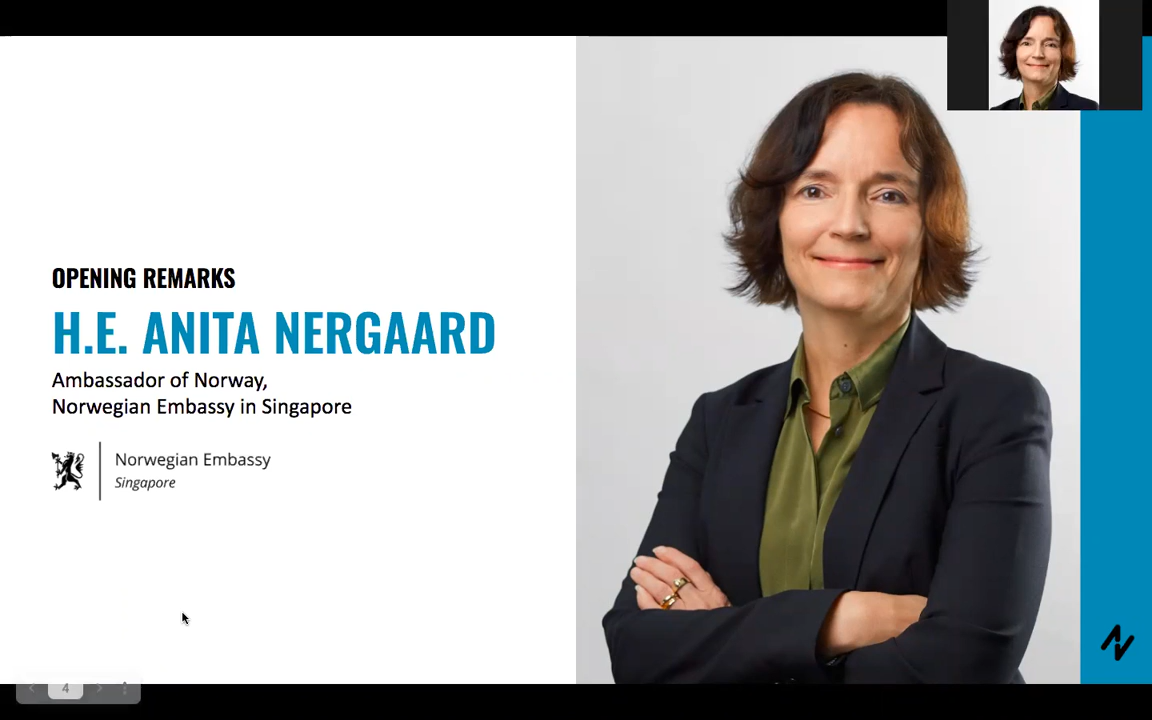 OPENING REMARKS
H.E. ANITA NERGAARD
Ambassador of Norway,
Norwegian Embassy in Singapore
Norwegian Embassy
Singapore
4